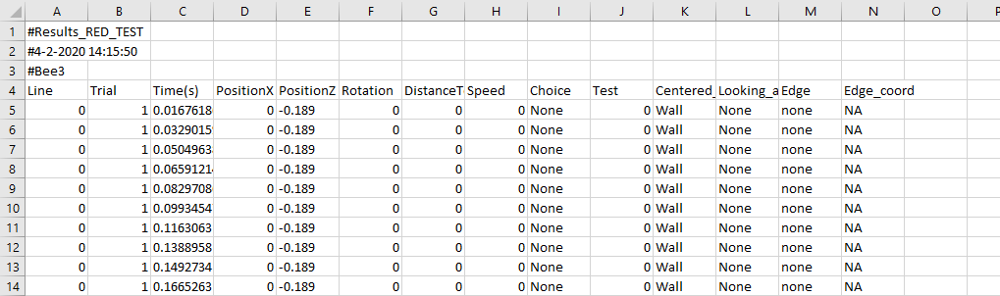 A B C D E F G H I J K L M N O P
1 #Results_RED_TEST
2 #4-2-2020 14:15:50
3 #Bee3
4 Line Trial Time(s) PositionX PositionZ Rotation DistanceT Speed Choice Test Centered_ Looking_a Edge Edge_coord
5 0 1 0.0167618 0 -0.189 0 0 0 None 0 Wall None none NA
6 0 1 0.0329015 0 -0.189 0 0 0 None 0 Wall None none NA
7 0 1 0.0504963 0 -0.189 0 0 0 None 0 Wall None none NA
8 0 1 0.0659121 0 -0.189 0 0 0 None 0 Wall None none NA
9 0 1 0.0829708 0 -0.189 0 0 0 None 0 Wall None none NA
10 0 1 0.0993454 0 -0.189 0 0 0 None 0 Wall None none NA
11 0 1 0.1163063 0 -0.189 0 0 0 None 0 Wall None none NA
12 0 1 0.1388958 0 -0.189 0 0 0 None 0 Wall None none NA
13 0 1 0.1492734 0 -0.189 0 0 0 None 0 Wall None none NA
14 0 1 0.1665263 0 -0.189 0 0 0 None 0 Wall None none NA